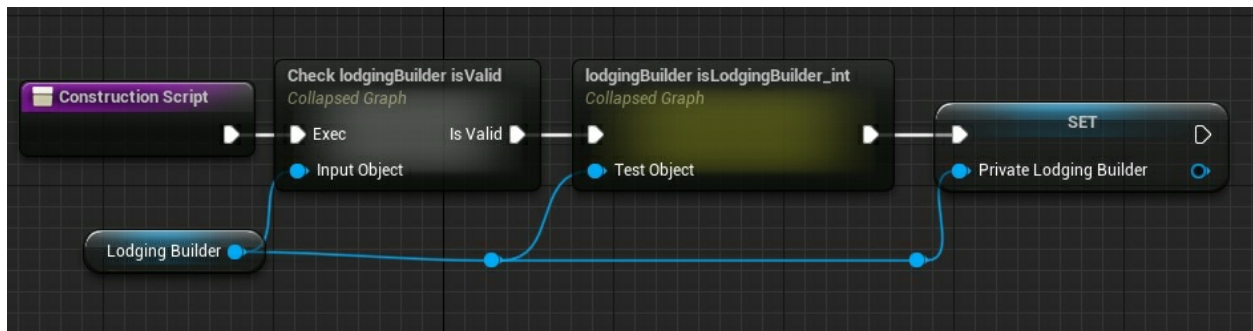 Construction Script
Check lodgingBuilder isValid
Collapsed Graph
Exec
Is Valid
Input Object
lodgingBuilder isLodgingBuilder_int
Collapsed Graph
Test Object
SET
Private Lodging Builder
Lodging Builder